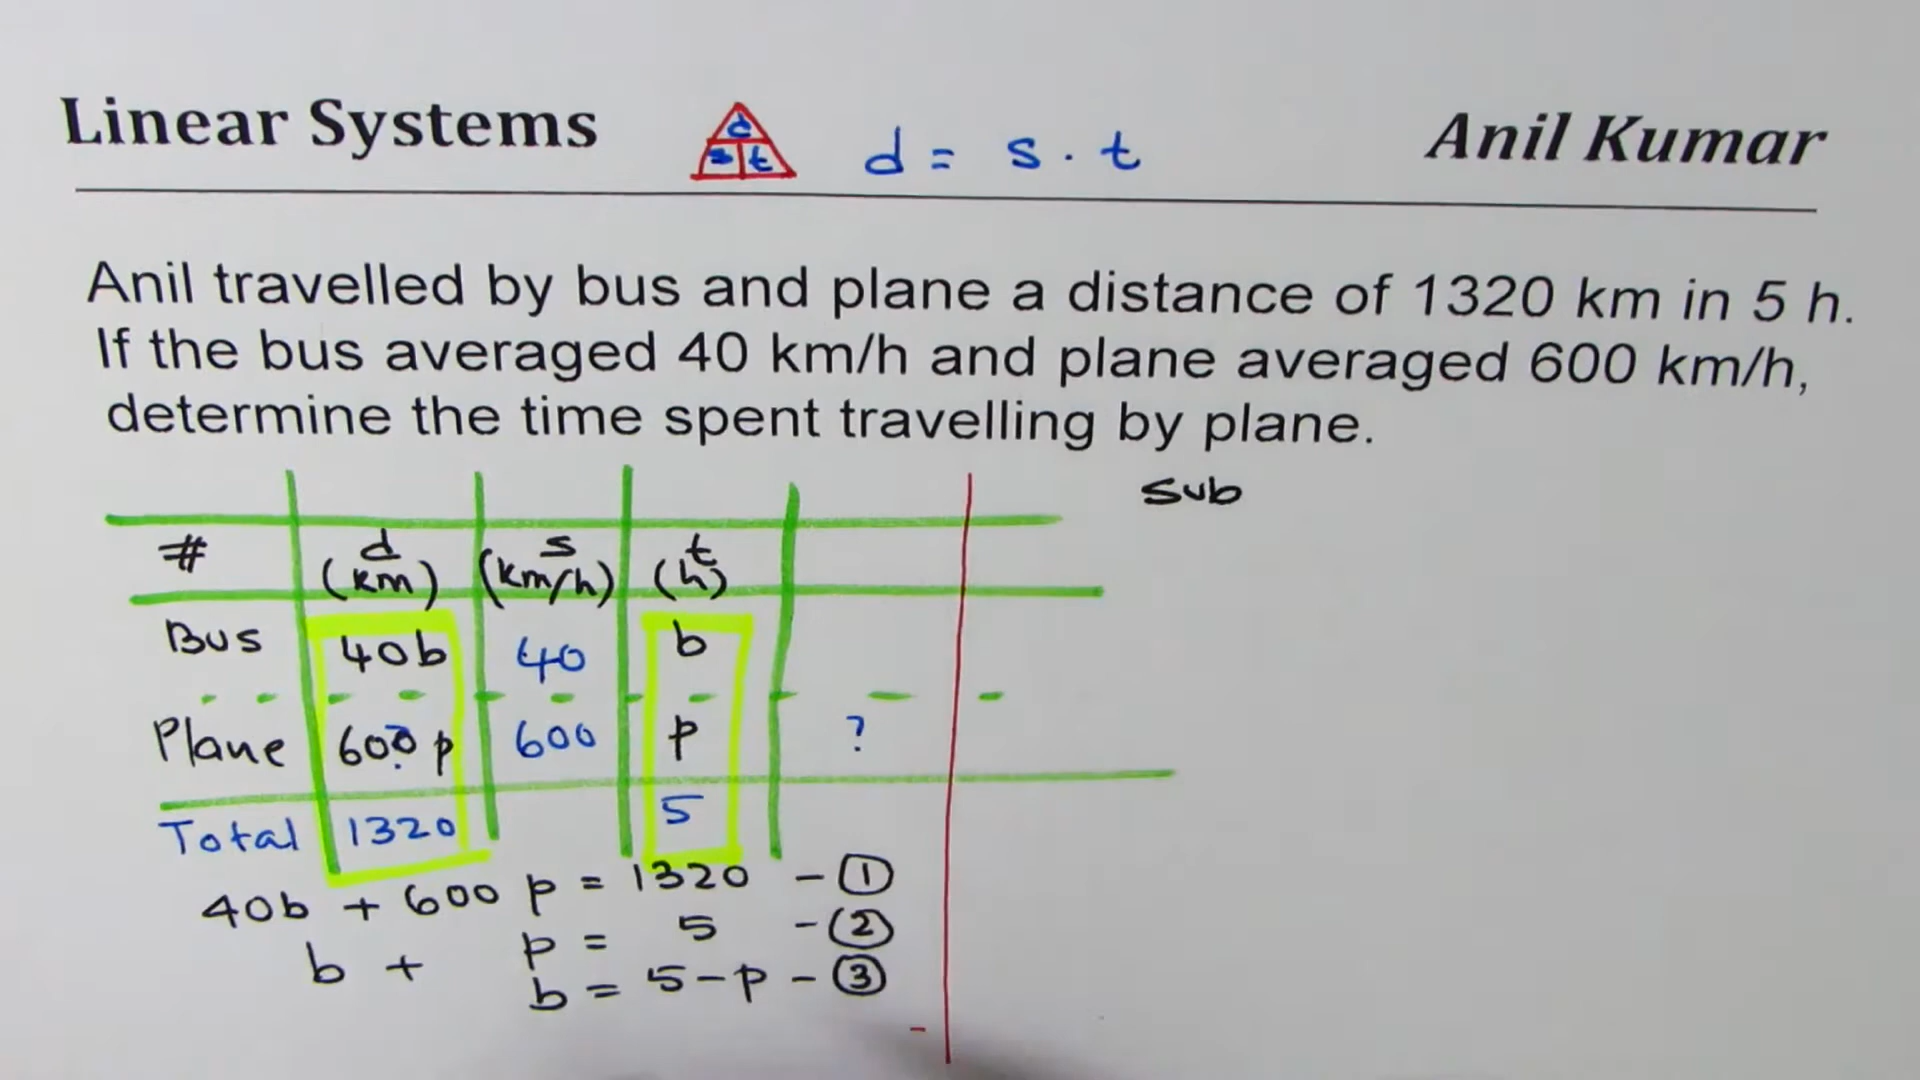 Linear Systems
d
s t
d = s · t
Anil Kumar
Anil travelled by bus and plane a distance of 1320 km in 5 h.
If the bus averaged 40 km/h and plane averaged 600 km/h,
determine the time spent travelling by plane.
Sub
# d (km) s (km/h) t (h)
Bus 40b 40 b
Plane 600 p 600 p ?
Total 1320 5
40b + 600 p = 1320 - ①
b + p = 5 - ②
b = 5 - p - ③